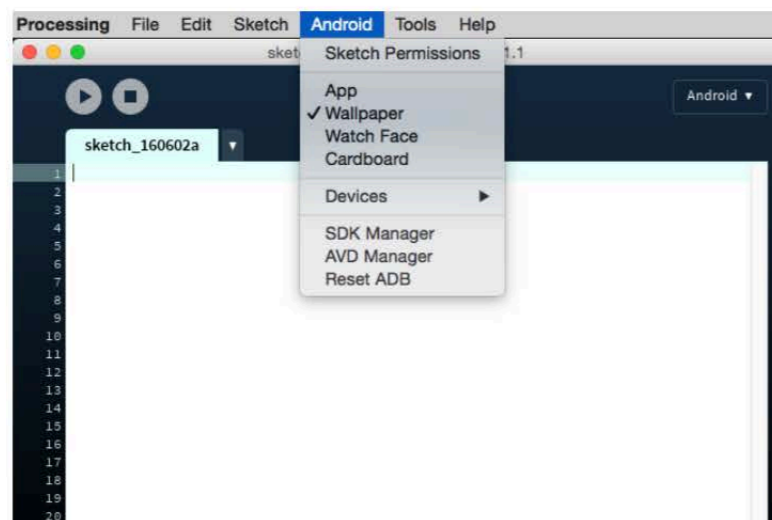 Processing File Edit Sketch Android Tools Help
sket 1.1
Sketch Permissions
App
✓ Wallpaper
Watch Face
Cardboard
Devices ▶
SDK Manager
AVD Manager
Reset ADB
Android ▼
sketch_160602a ▼
1
2
3
4
5
6
7
8
9
10
11
12
13
14
15
16
17
18
19
20